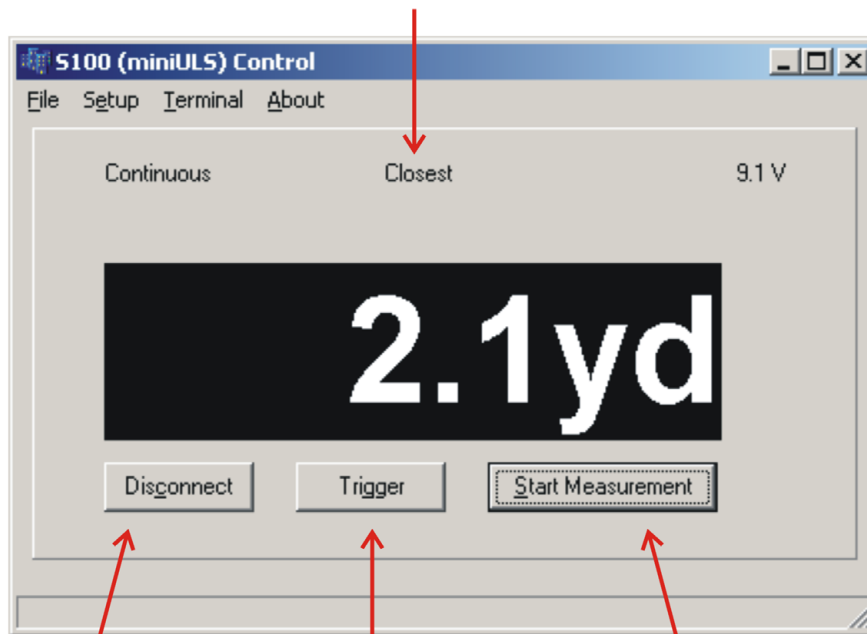 S100 (miniULS) Control
File Setup Terminal About
Continuous Closest 9.1 V
2.1yd
Disconnect Trigger Start Measurement